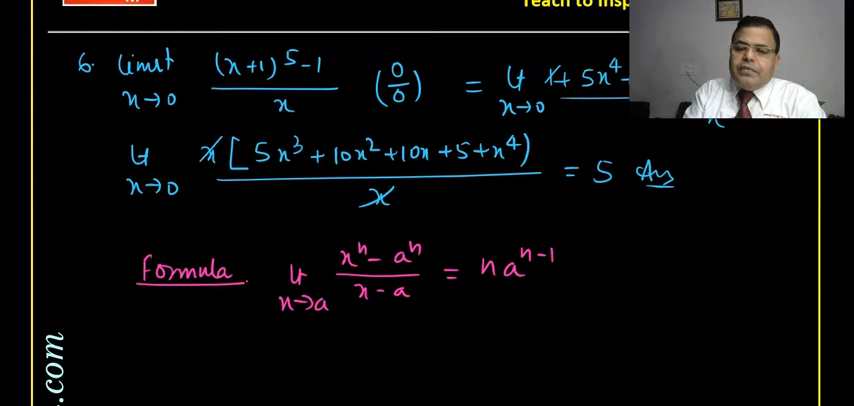 Teach to Insp
6. Limit x→0 (x+1)^5-1 / x (0/0) = Lt x→0 1+5x^4-
Lt x→0 x[5x^3+10x^2+10x+5+x^4) / x = 5 Ans
Formula. Lt x→a x^n-a^n / x-a = na^n-1
.com